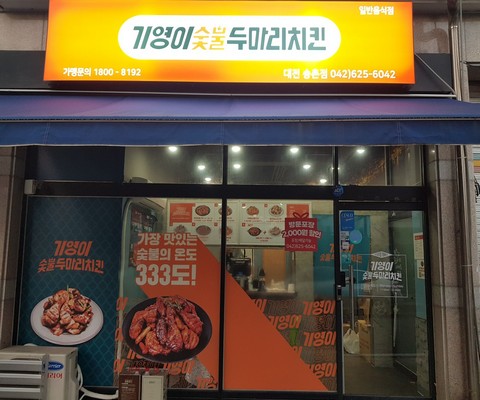 일반음식점
기영이숯불두마리치킨
가맹문의 1800 - 8192
대전 송촌점 042)625-6042
기영이
숯불두마리치킨
가장 맛있는
숯불의 온도
333도!
방문포장
2,000원 할인
042)625-6042
기영이
숯불두마리치킨
기영이
기영이
기영이